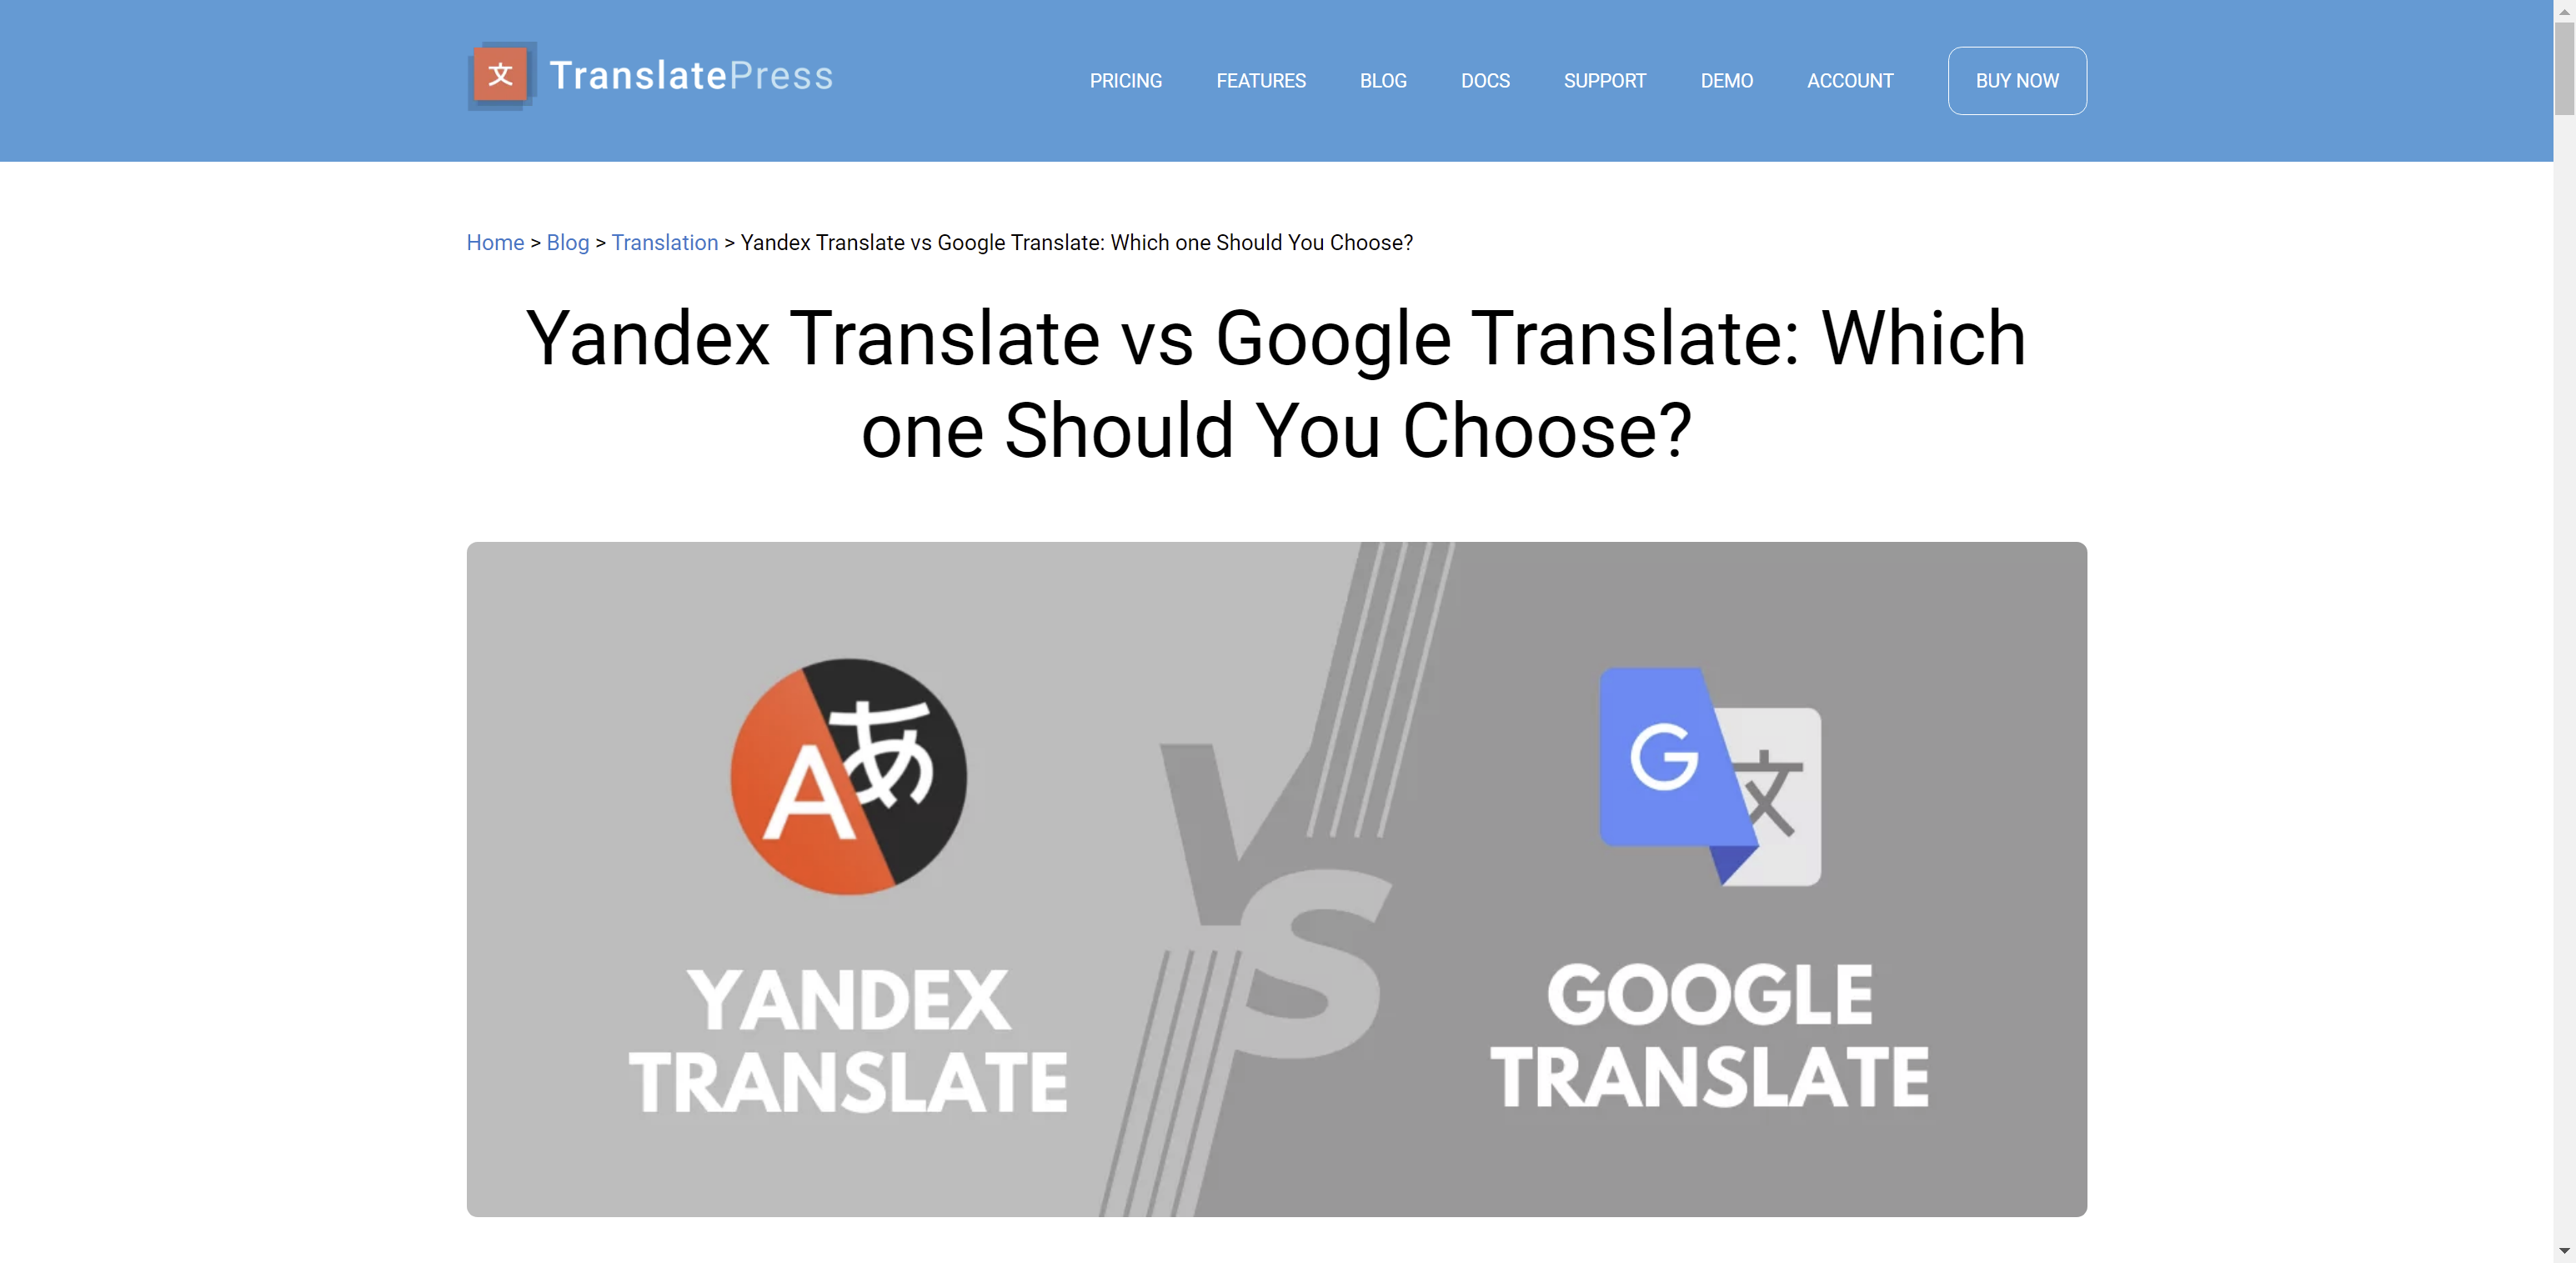 文 TranslatePress
PRICING FEATURES BLOG DOCS SUPPORT DEMO ACCOUNT BUY NOW
Home > Blog > Translation > Yandex Translate vs Google Translate: Which one Should You Choose?
Yandex Translate vs Google Translate: Which
one Should You Choose?
Aあ
YANDEX
TRANSLATE
VS
G文
GOOGLE
TRANSLATE